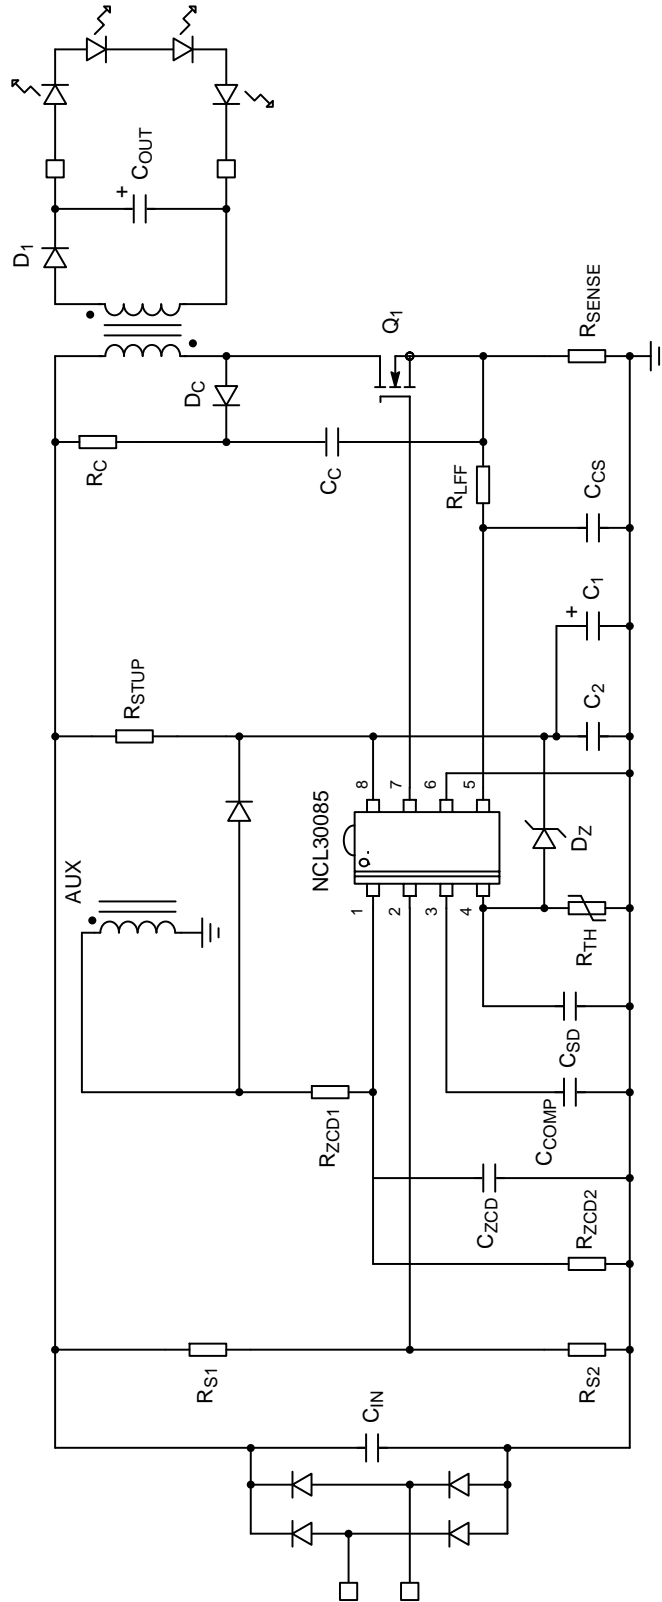 COUT
+
D1
Q1
RSENSE
DC
RC
CC
RLFF
CCS
C1
+
RSTUP
C2
NCL30085
8
7
6
5
AUX
DZ
1
2
3
4
RTH
CSD
RZCD1
CCOMP
CZCD
RZCD2
RS1
RS2
CIN